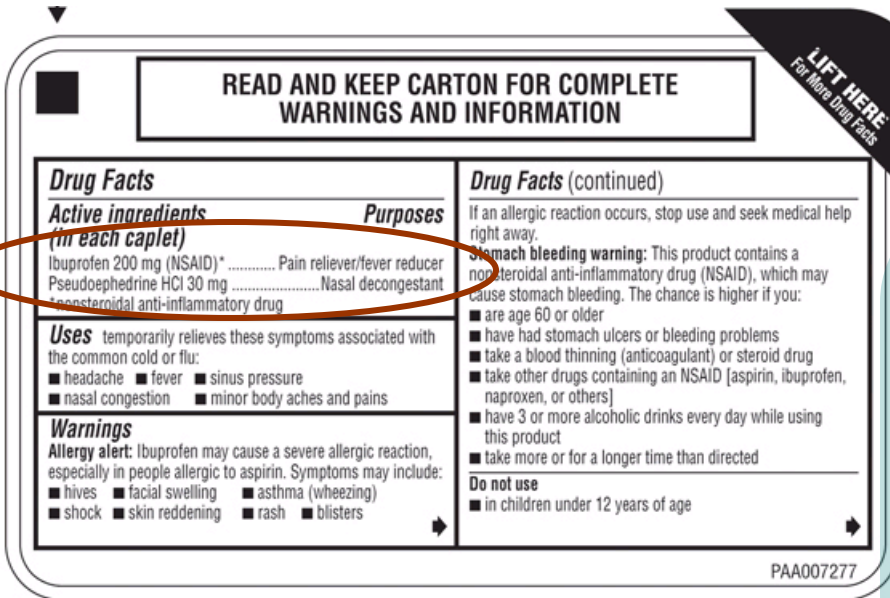 LIFT HERE
For More Drug Facts
READ AND KEEP CARTON FOR COMPLETE
WARNINGS AND INFORMATION
Drug Facts
Active ingredients Purposes
(in each caplet)
Ibuprofen 200 mg (NSAID)* ............ Pain reliever/fever reducer
Pseudoephedrine HCl 30 mg ......................Nasal decongestant
*nonsteroidal anti-inflammatory drug
Uses temporarily relieves these symptoms associated with
the common cold or flu:
■ headache ■ fever ■ sinus pressure
■ nasal congestion ■ minor body aches and pains
Warnings
Allergy alert: Ibuprofen may cause a severe allergic reaction,
especially in people allergic to aspirin. Symptoms may include:
■ hives ■ facial swelling ■ asthma (wheezing)
■ shock ■ skin reddening ■ rash ■ blisters
Drug Facts (continued)
If an allergic reaction occurs, stop use and seek medical help
right away.
Stomach bleeding warning: This product contains a
nonsteroidal anti-inflammatory drug (NSAID), which may
cause stomach bleeding. The chance is higher if you:
■ are age 60 or older
■ have had stomach ulcers or bleeding problems
■ take a blood thinning (anticoagulant) or steroid drug
■ take other drugs containing an NSAID [aspirin, ibuprofen,
naproxen, or others]
■ have 3 or more alcoholic drinks every day while using
this product
■ take more or for a longer time than directed
Do not use
■ in children under 12 years of age
PAA007277